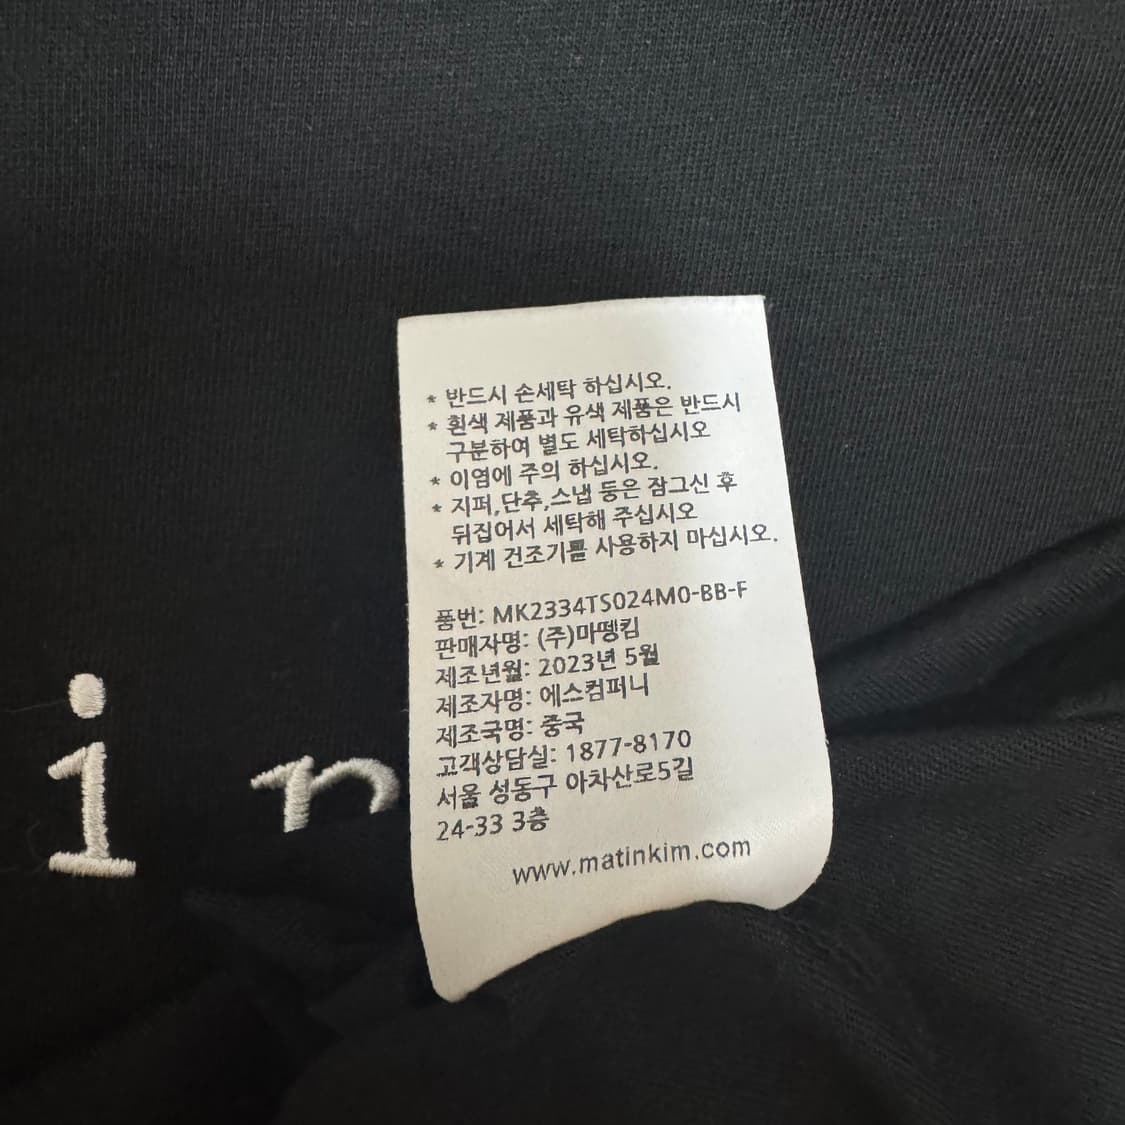 * 반드시 손세탁 하십시오.
* 흰색 제품과 유색 제품은 반드시
구분하여 별도 세탁하십시오
* 이염에 주의 하십시오.
* 지퍼,단추,스냅 등은 잠그신 후
뒤집어서 세탁해 주십시오
* 기계 건조기를 사용하지 마십시오.
품번: MK2334TS024M0-BB-F
판매자명: (주)마뗑킴
제조년월: 2023년 5월
제조자명: 에스컴퍼니
제조국명: 중국
고객상담실: 1877-8170
서울 성동구 아차산로5길
24-33 3층
www.matinkim.com
in